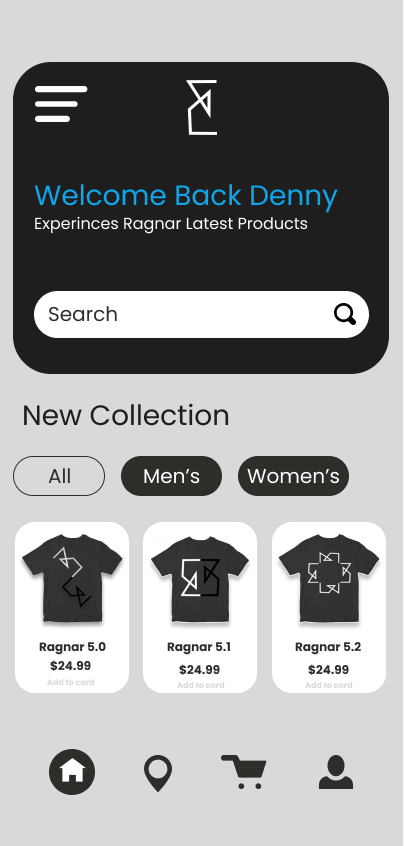 Welcome Back Denny
Experinces Ragnar Latest Products
Search
New Collection
All
Men's
Women's
Ragnar 5.0
$24.99
Add to card
Ragnar 5.1
$24.99
Add to card
Ragnar 5.2
$24.99
Add to card